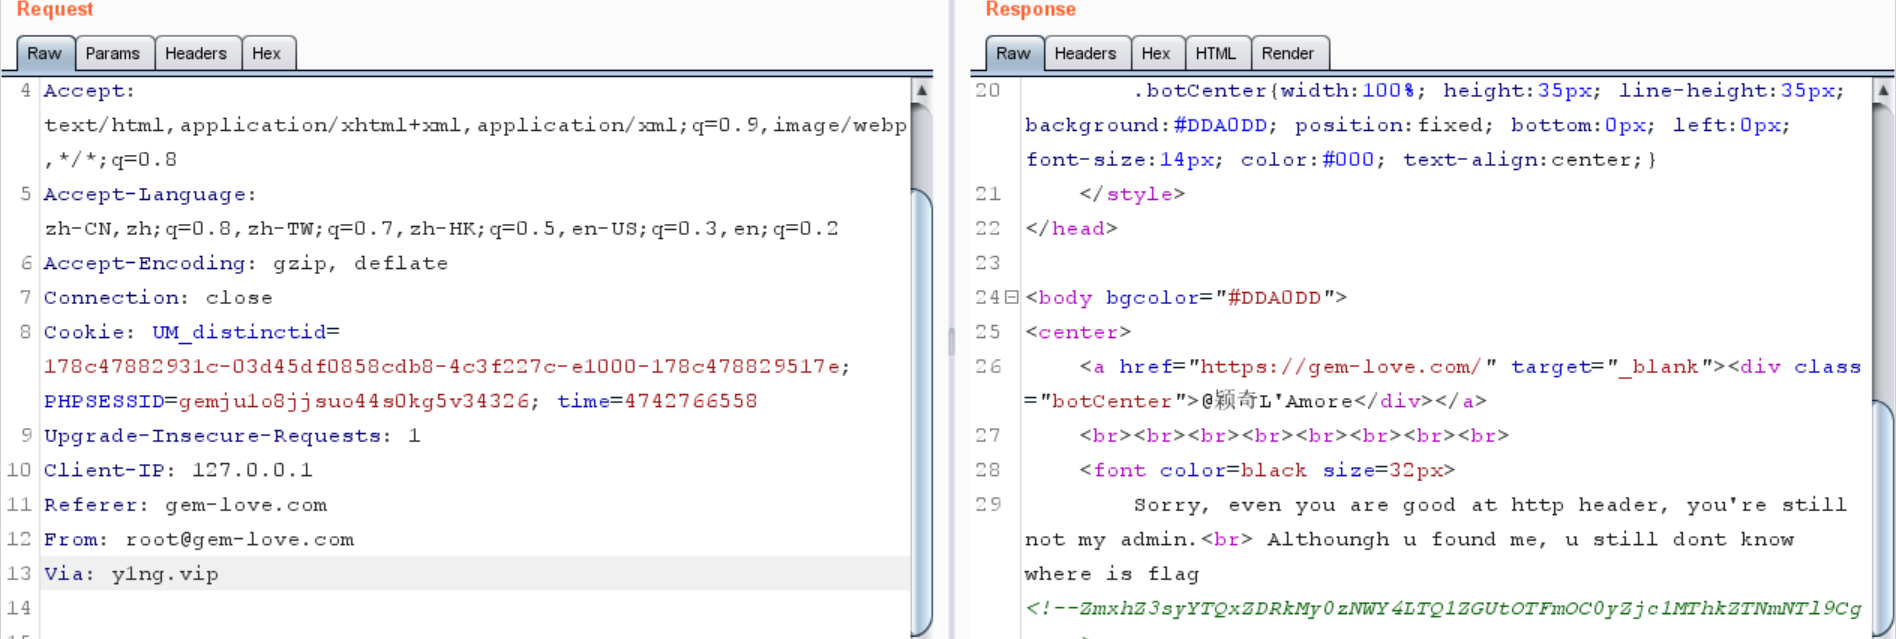 Request
Raw Params Headers Hex
4 Accept:
text/html,application/xhtml+xml,application/xml;q=0.9,image/webp
,*/*;q=0.8
5 Accept-Language:
zh-CN,zh;q=0.8,zh-TW;q=0.7,zh-HK;q=0.5,en-US;q=0.3,en;q=0.2
6 Accept-Encoding: gzip, deflate
7 Connection: close
8 Cookie: UM_distinctid=
178c47882931c-03d45df0858cdb8-4c3f227c-e1000-178c478829517e;
PHPSESSID=gemju1o8jjsuo44s0kg5v34326; time=4742766558
9 Upgrade-Insecure-Requests: 1
10 Client-IP: 127.0.0.1
11 Referer: gem-love.com
12 From: root@gem-love.com
13 Via: y1ng.vip
14
Response
Raw Headers Hex HTML Render
20 .botCenter{width:100%; height:35px; line-height:35px;
background:#DDA0DD; position:fixed; bottom:0px; left:0px;
font-size:14px; color:#000; text-align:center;}
21 </style>
22 </head>
23
24 <body bgcolor="#DDA0DD">
25 <center>
26 <a href="https://gem-love.com/" target="_blank"><div class
="botCenter">@颖奇L'Amore</div></a>
27 <br><br><br><br><br><br><br><br>
28 <font color=black size=32px>
29 Sorry, even you are good at http header, you're still
not my admin.<br> Althoungh u found me, u still dont know
where is flag
<!--ZmxhZ3syYTQxZDRkMy0zNWY4LTQ1ZGUtOTFmOC0yZjc1MThkZTNmNTl9Cg